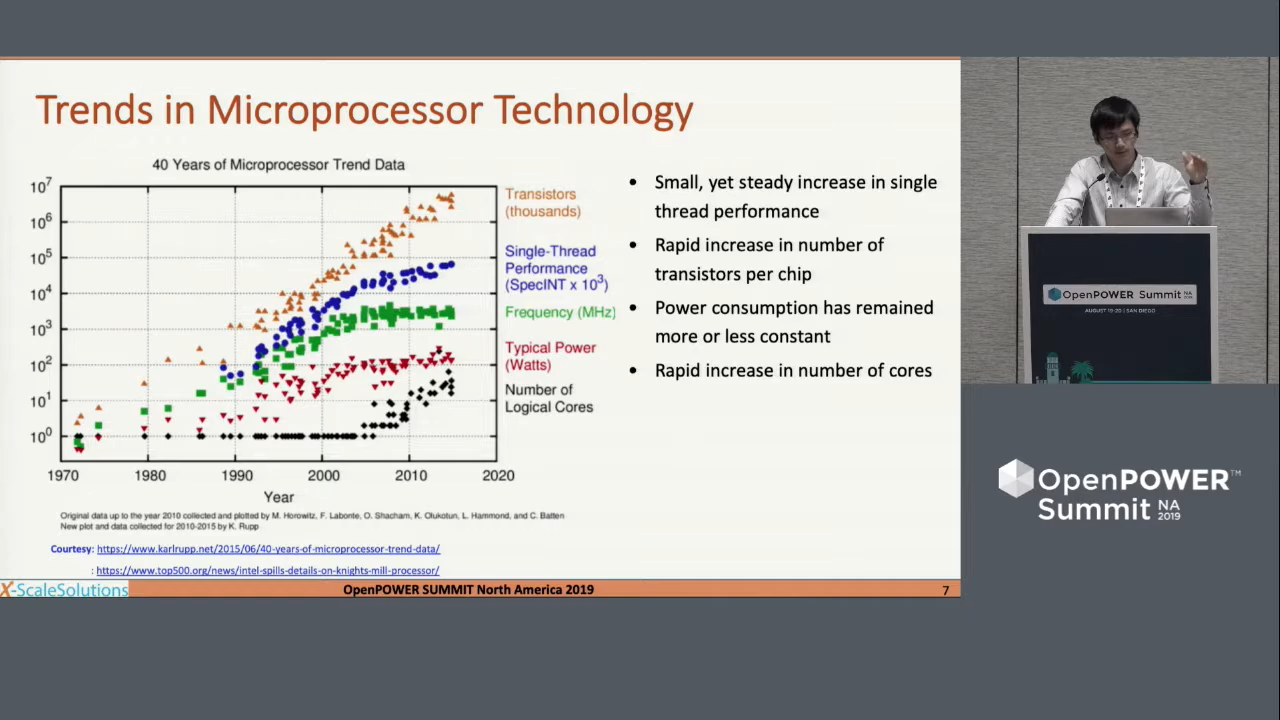 Trends in Microprocessor Technology
40 Years of Microprocessor Trend Data
10^7
10^6
10^5
10^4
10^3
10^2
10^1
10^0
1970 1980 1990 2000 2010 2020
Year
Transistors
(thousands)
Single-Thread
Performance
(SpecINT x 10^3)
Frequency (MHz)
Typical Power
(Watts)
Number of
Logical Cores
Original data up to the year 2010 collected and plotted by M. Horowitz, F. Labonte, O. Shacham, K. Olukotun, L. Hammond, and C. Batten
New plot and data collected for 2010-2015 by K. Rupp
Courtesy: https://www.karlrupp.net/2015/06/40-years-of-microprocessor-trend-data/
: https://www.top500.org/news/intel-spills-details-on-knights-mill-processor/
• Small, yet steady increase in single
thread performance
• Rapid increase in number of
transistors per chip
• Power consumption has remained
more or less constant
• Rapid increase in number of cores
X-ScaleSolutions
OpenPOWER SUMMIT North America 2019
7
OpenPOWER Summit NA 2019
AUGUST 19-20 | SAN DIEGO
OpenPOWER™
Summit NA 2019